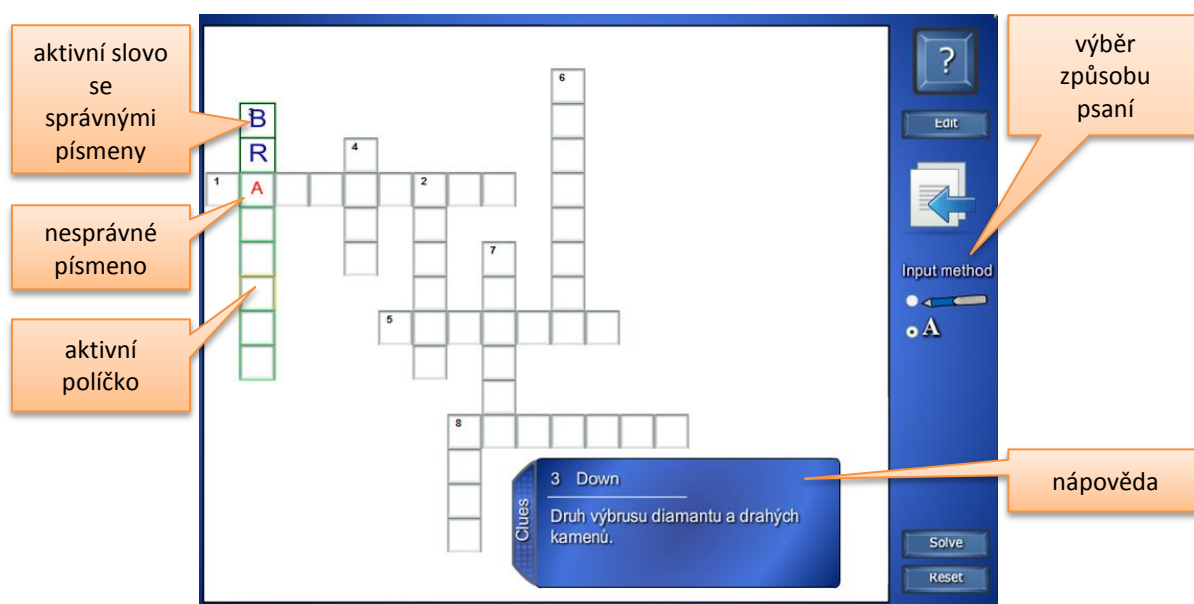 aktivní slovo
se
správnými
písmeny
nesprávné
písmeno
aktivní
políčko
6
3
B
R
4
1
A
2
7
5
8
3 Down
Clues
Druh výbrusu diamantu a drahých
kamenů.
?
Edit
Input method
A
Solve
Reset
výběr
způsobu
psaní
nápověda